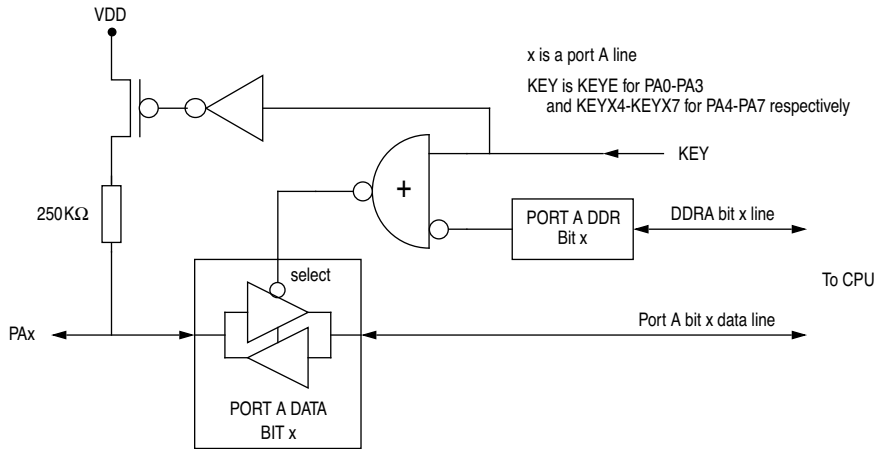 VDD
x is a port A line
KEY is KEYE for PA0-PA3
and KEYX4-KEYX7 for PA4-PA7 respectively
KEY
+
250KΩ
PORT A DDR
Bit x
DDRA bit x line
select
To CPU
PAx
Port A bit x data line
PORT A DATA
BIT x